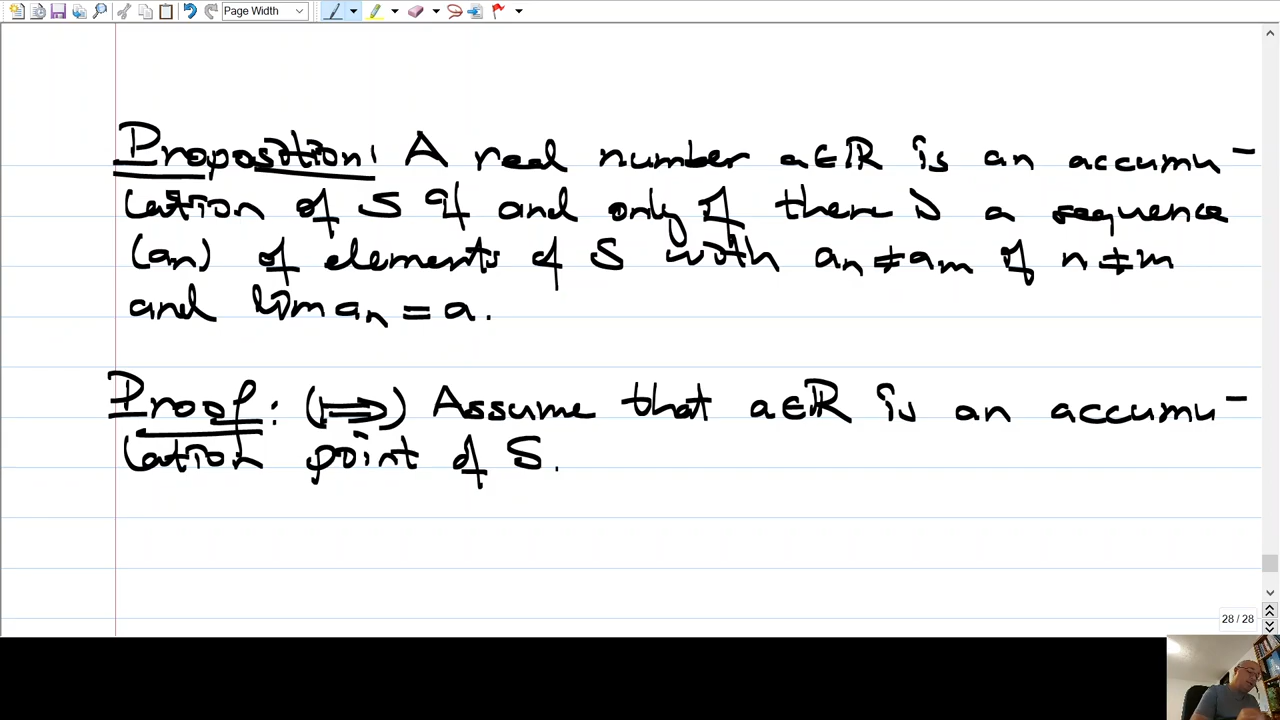 Page Width
Proposition: A real number a∈ℝ is an accumu-
lation of S if and only if there is a sequence
(an) of elements of S with an ≠ am if n ≠ m
and lim an = a.
Proof: (⟹) Assume that a∈ℝ is an accumu-
lation point of S.
28 / 28